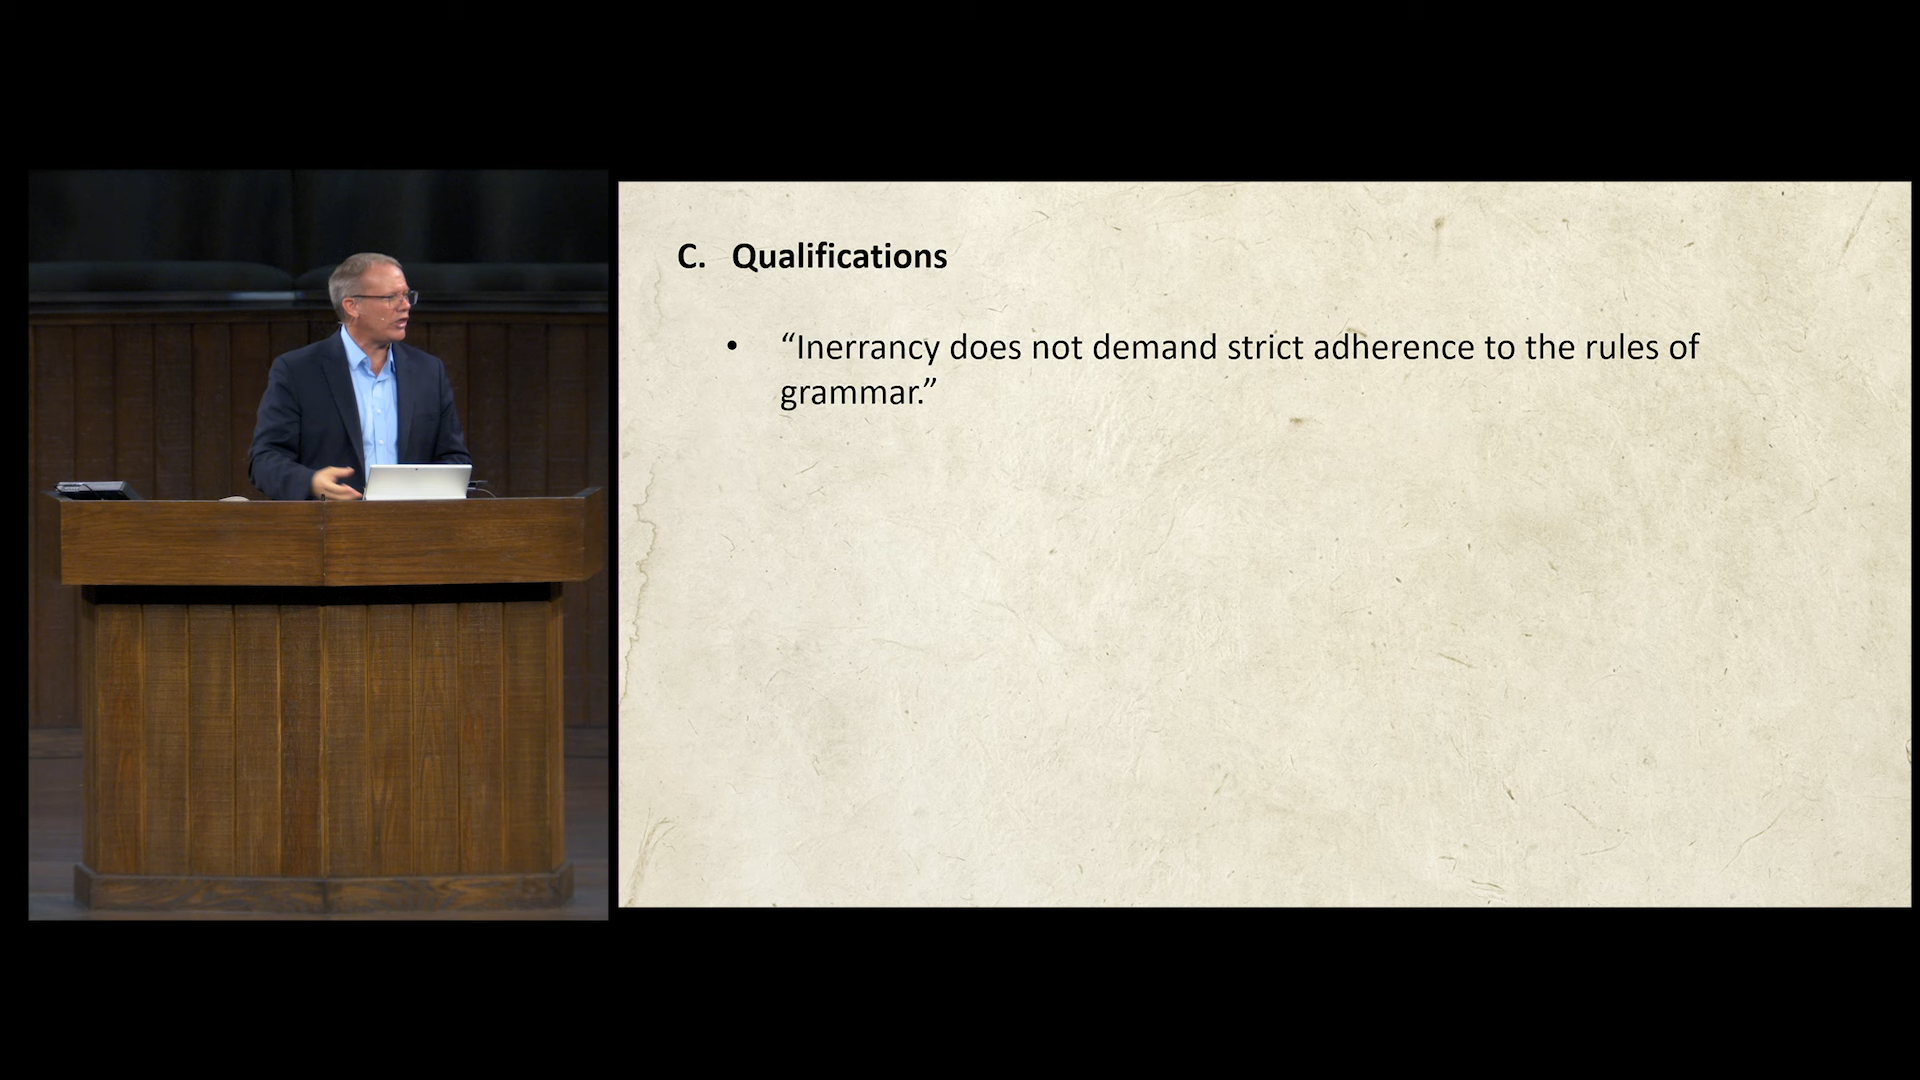 C. Qualifications
• “Inerrancy does not demand strict adherence to the rules of
grammar.”